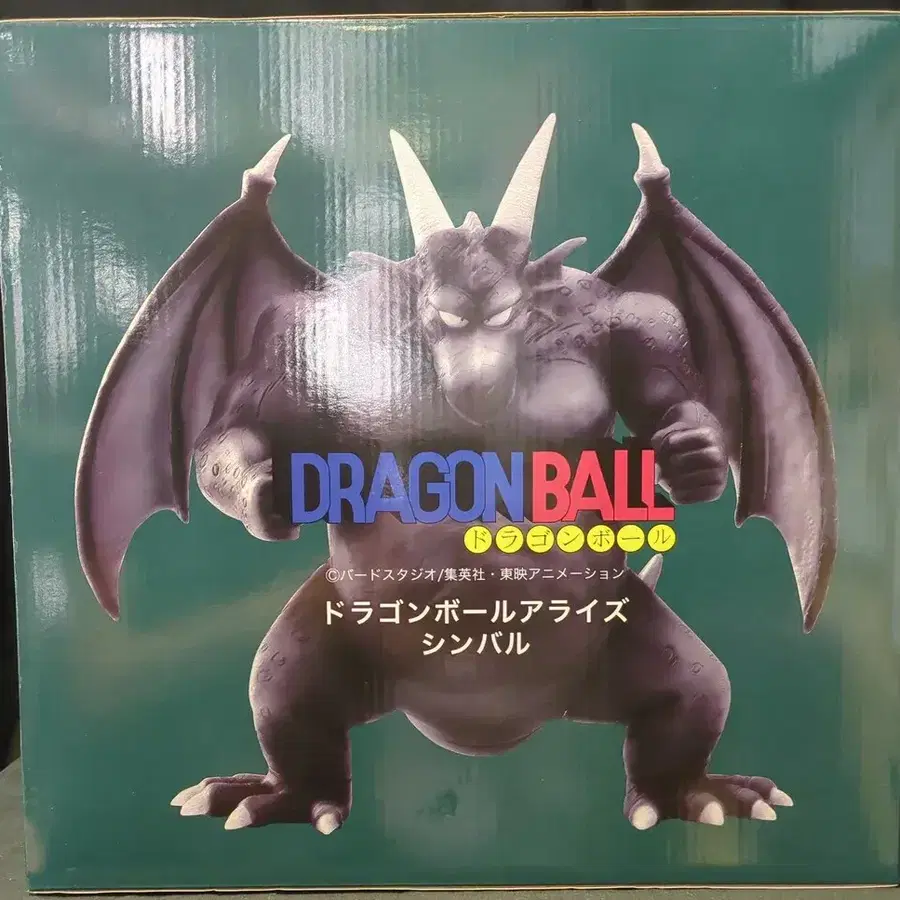 DRAGON BALL
ドラゴンボール
©バードスタジオ/集英社・東映アニメーション
ドラゴンボールアライズ
シンバル